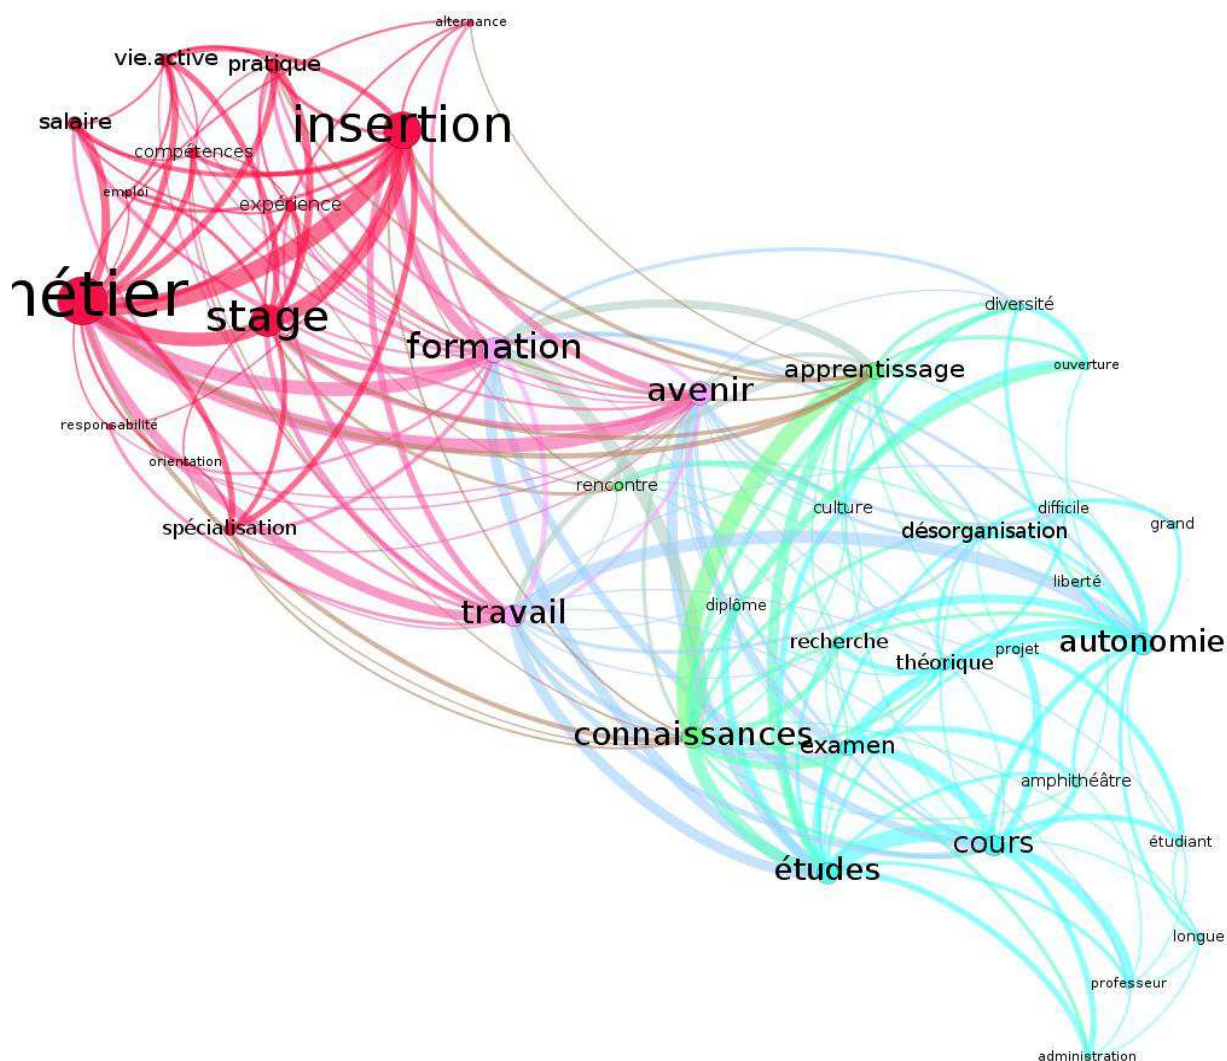 alternance
vie.active
pratique
salaire
insertion
compétences
emploi
expérience
nétier
stage
diversité
formation
apprentissage
ouverture
avenir
responsabilité
orientation
rencontre
culture
difficile
spécialisation
désorganisation
grand
liberté
diplôme
travail
recherche
projet
autonomie
théorique
connaissances
examen
amphithéâtre
cours
étudiant
études
longue
professeur
administration